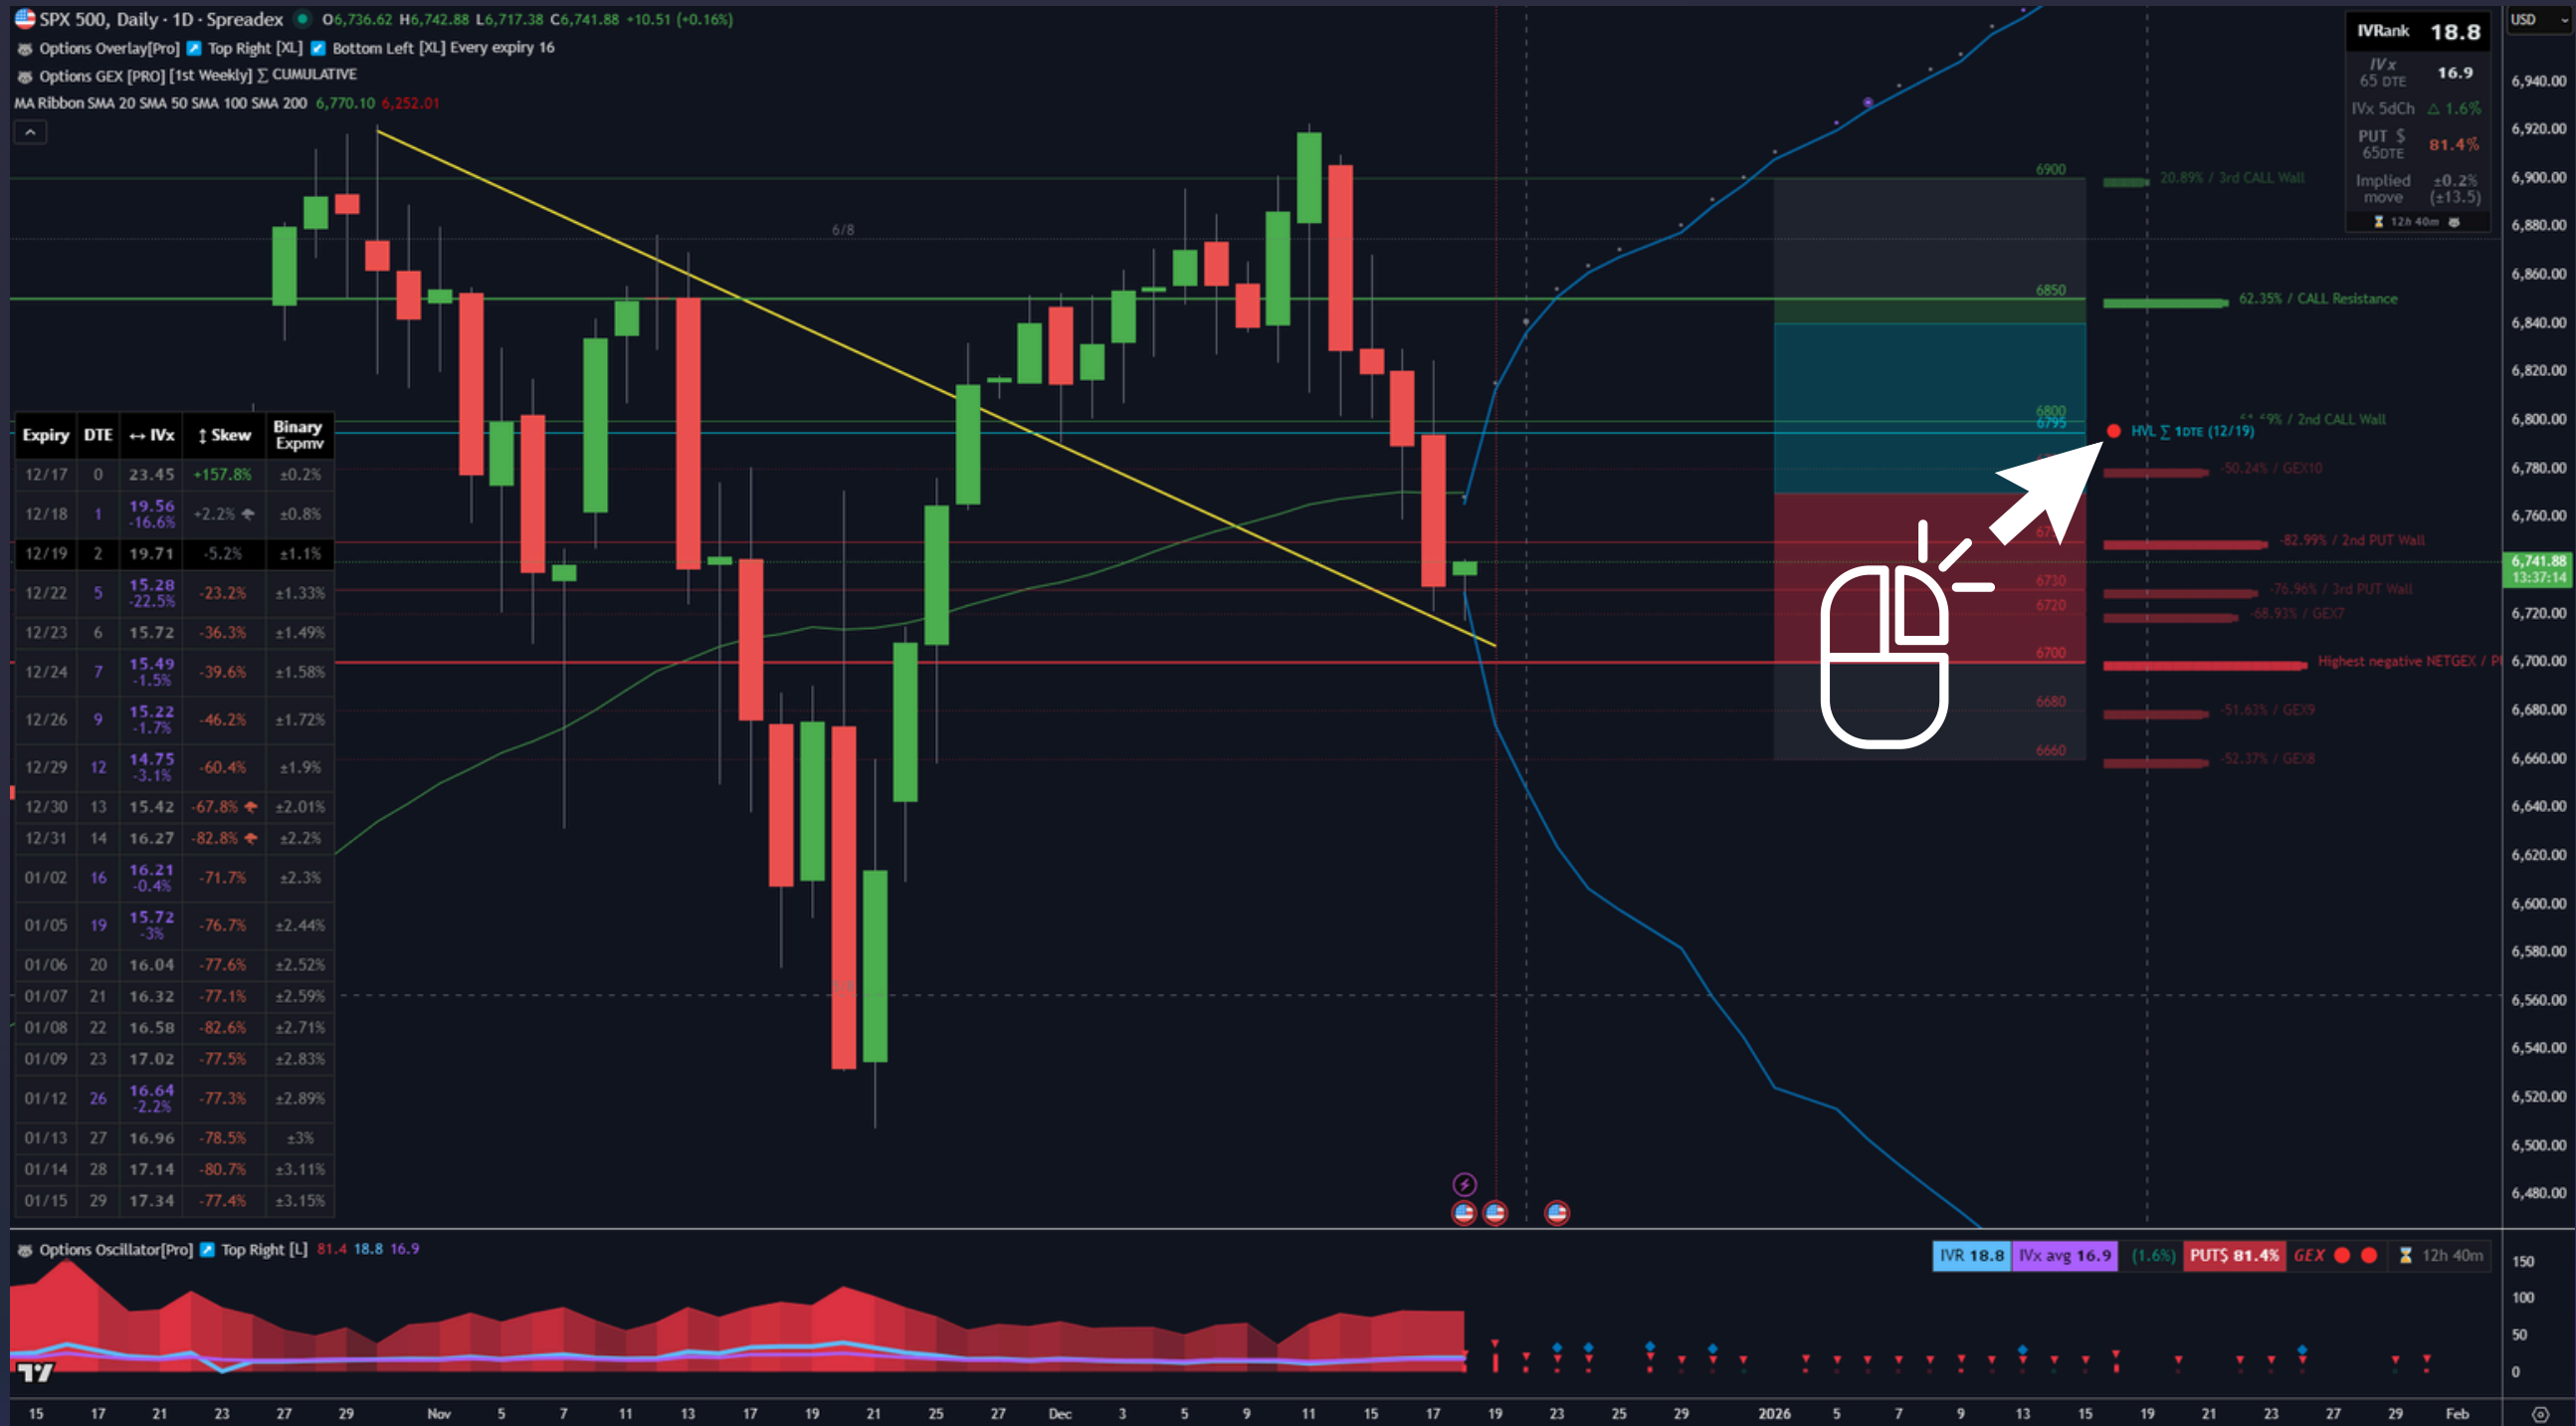 SPX 500, Daily · 1D · Spreadex O6,736.62 H6,742.88 L6,717.38 C6,741.88 +10.51 (+0.16%)
Options Overlay[Pro] Top Right [XL] Bottom Left [XL] Every expiry 16
Options GEX [PRO] [1st Weekly] ∑ CUMULATIVE
MA Ribbon SMA 20 SMA 50 SMA 100 SMA 200 6,770.10 6,252.01
IVRank 18.8
IVx 65 DTE 16.9
IVx 5dCh △ 1.6%
PUT $ 65DTE 81.4%
Implied move ±0.2% (±13.5)
12h 40m
USD
6,940.00
6,920.00
6,900.00
6,880.00
6,860.00
6,840.00
6,820.00
6,800.00
6,780.00
6,760.00
6,741.88
13:37:14
6,720.00
6,700.00
6,680.00
6,660.00
6,640.00
6,620.00
6,600.00
6,580.00
6,560.00
6,540.00
6,520.00
6,500.00
6,480.00
6/8
6900
20.89% / 3rd CALL Wall
6850
62.35% / CALL Resistance
6800
69% / 2nd CALL Wall
6795
HVL ∑ 1DTE (12/19)
-50.24% / GEX10
-82.99% / 2nd PUT Wall
6730
-76.96% / 3rd PUT Wall
6720
-68.93% / GEX7
6700
Highest negative NETGEX / P
6680
-51.63% / GEX9
6660
-52.37% / GEX8
Expiry DTE ↔ IVx ↕ Skew Binary Expmv
12/17 0 23.45 +157.8% ±0.2%
12/18 1 19.56 -16.6% +2.2% ±0.8%
12/19 2 19.71 -5.2% ±1.1%
12/22 5 15.28 -22.5% -23.2% ±1.33%
12/23 6 15.72 -36.3% ±1.49%
12/24 7 15.49 -1.5% -39.6% ±1.58%
12/26 9 15.22 -1.7% -46.2% ±1.72%
12/29 12 14.75 -3.1% -60.4% ±1.9%
12/30 13 15.42 -67.8% ±2.01%
12/31 14 16.27 -82.8% ±2.2%
01/02 16 16.21 -0.4% -71.7% ±2.3%
01/05 19 15.72 -3% -76.7% ±2.44%
01/06 20 16.04 -77.6% ±2.52%
01/07 21 16.32 -77.1% ±2.59%
01/08 22 16.58 -82.6% ±2.71%
01/09 23 17.02 -77.5% ±2.83%
01/12 26 16.64 -2.2% -77.3% ±2.89%
01/13 27 16.96 -78.5% ±3%
01/14 28 17.14 -80.7% ±3.11%
01/15 29 17.34 -77.4% ±3.15%
Options Oscillator[Pro] Top Right [L] 81.4 18.8 16.9
IVR 18.8 IVx avg 16.9 (1.6%) PUT$ 81.4% GEX 12h 40m
150
100
50
0
15 17 21 23 27 29 Nov 5 7 11 13 17 19 21 25 27 Dec 3 5 9 11 15 17 19 23 25 29 2026 5 7 9 13 15 19 21 23 27 29 Feb